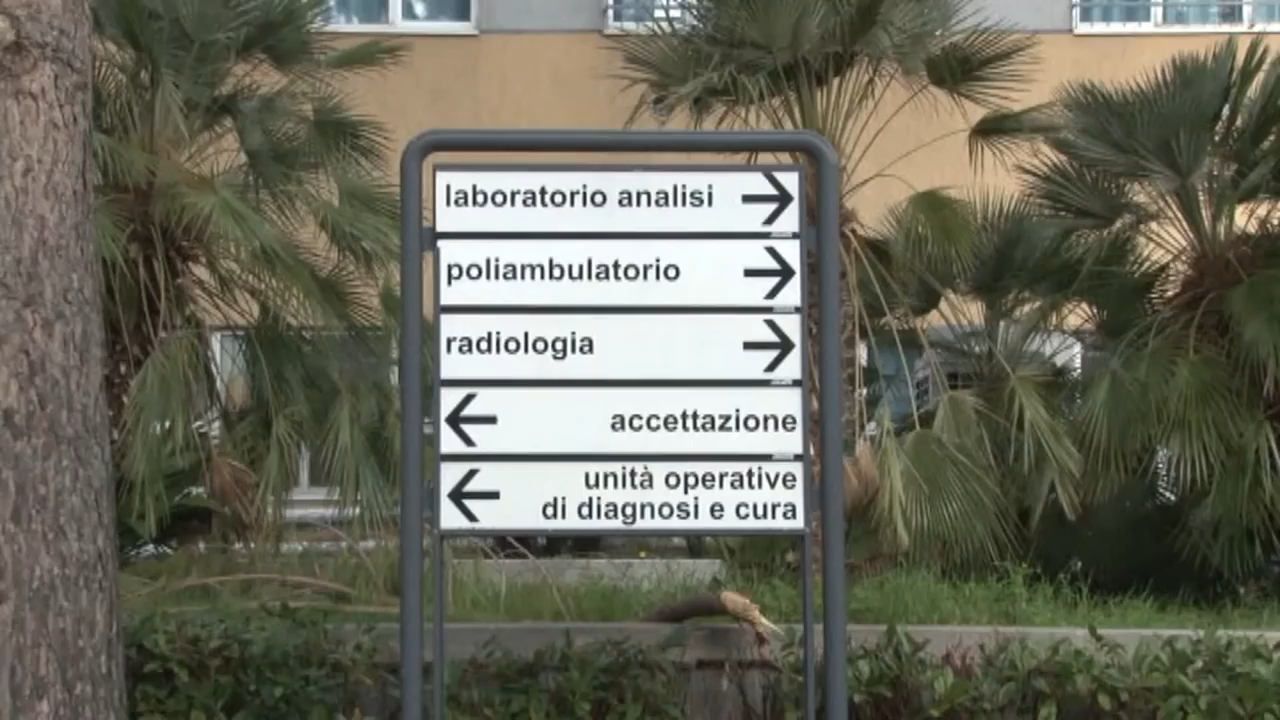 laboratorio analisi
poliambulatorio
radiologia
accettazione
unità operative
di diagnosi e cura